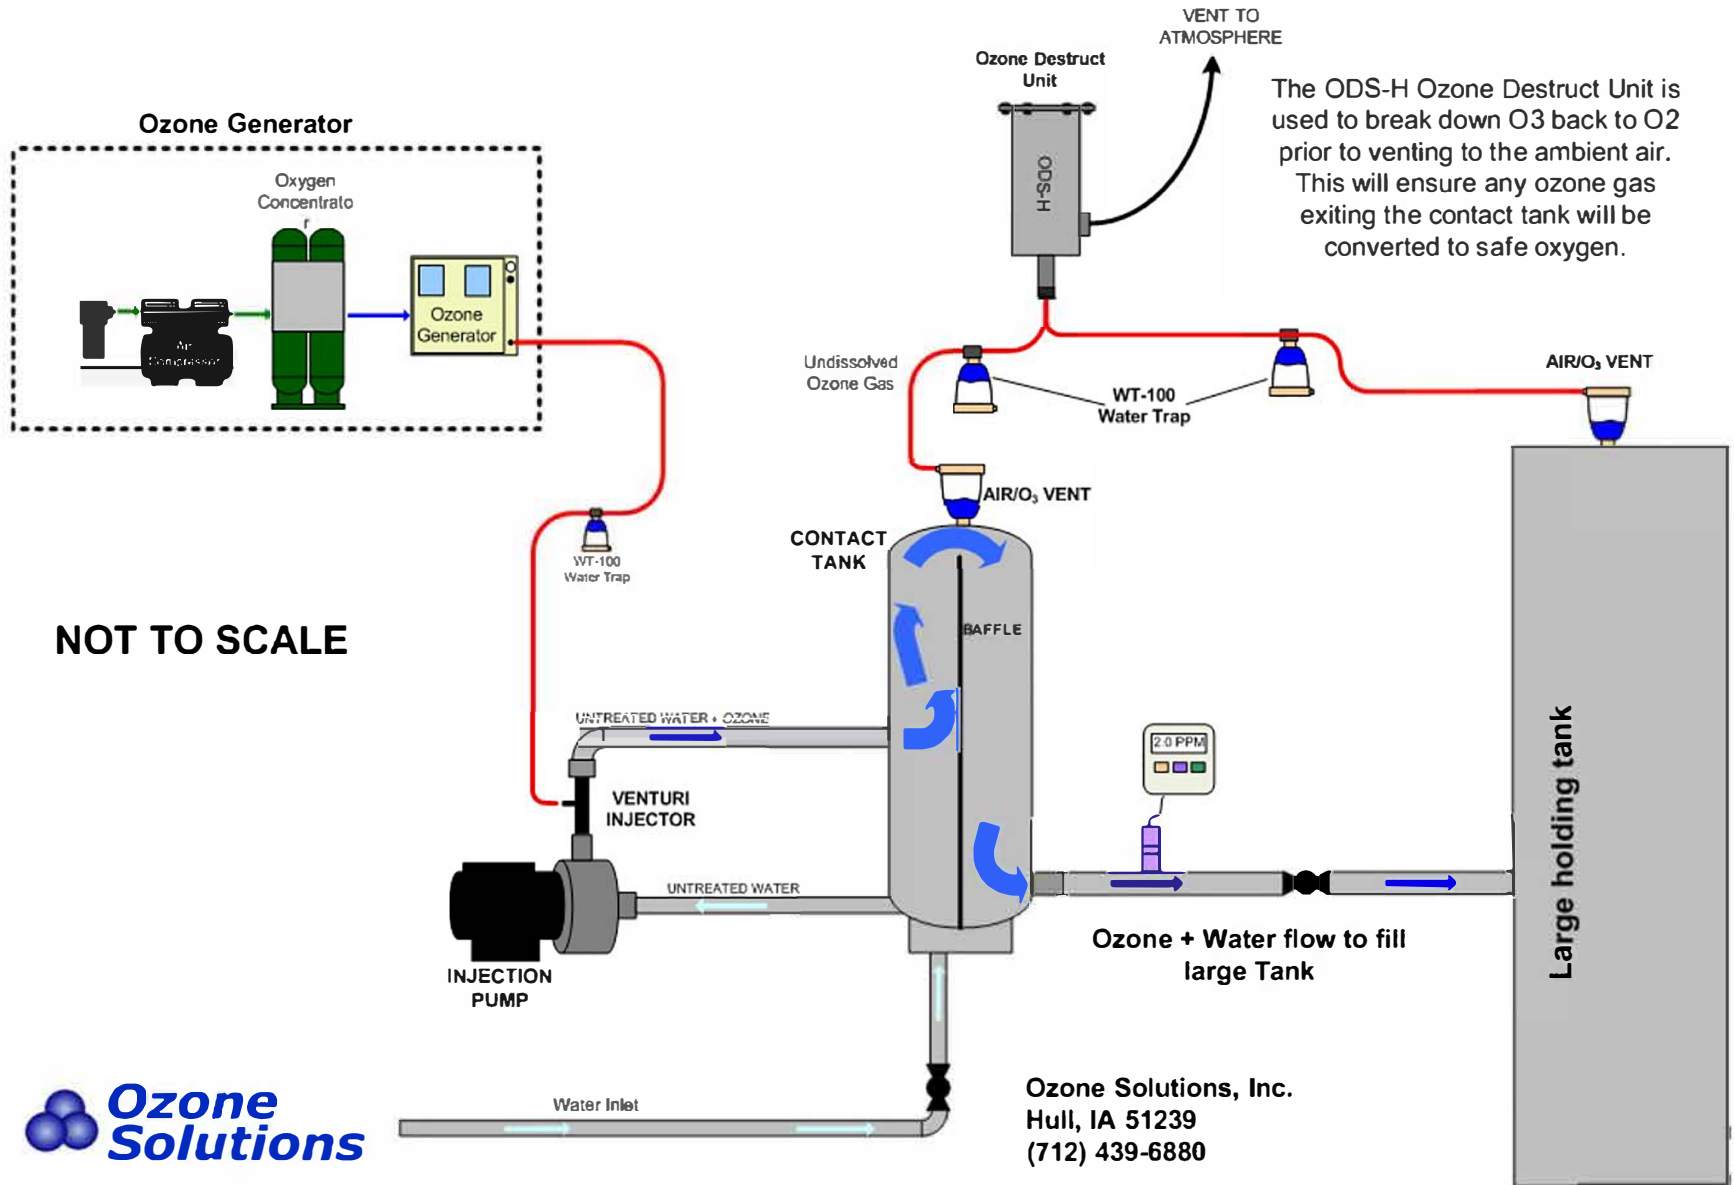 VENT TO
ATMOSPHERE
Ozone Destruct
Unit
The ODS-H Ozone Destruct Unit is
used to break down O3 back to O2
prior to venting to the ambient air.
This will ensure any ozone gas
exiting the contact tank will be
converted to safe oxygen.
Ozone Generator
Oxygen
Concentrato
r
ODS-H
Ozone
Generator
Air
Compressor
Undissolved
Ozone Gas
WT-100
Water Trap
AIR/O₃ VENT
AIR/O₃ VENT
CONTACT
TANK
WT-100
Water Trap
NOT TO SCALE
BAFFLE
UNTREATED WATER + OZONE
2.0 PPM
VENTURI
INJECTOR
Large holding tank
UNTREATED WATER
INJECTION
PUMP
Ozone + Water flow to fill
large Tank
Water Inlet
Ozone
Solutions
Ozone Solutions, Inc.
Hull, IA 51239
(712) 439-6880